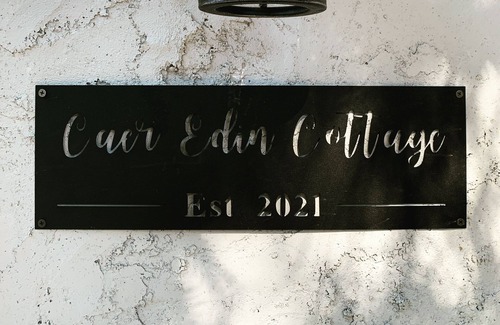 Caer Edin Cottage
Est 2021